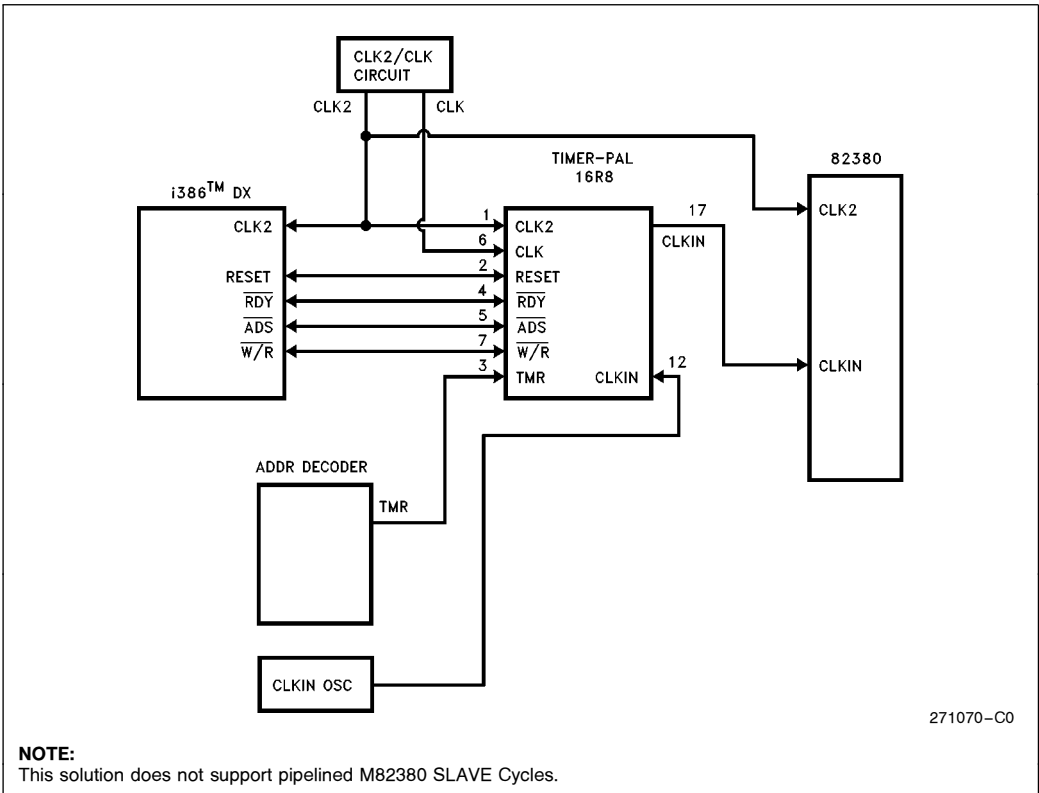 CLK2/CLK
CIRCUIT
CLK2
CLK
TIMER-PAL
16R8
82380
i386™ DX
CLK2
RESET
RDY
ADS
W/R
1
6
2
4
5
7
3
CLK2
CLK
RESET
RDY
ADS
W/R
TMR
CLKIN
17
CLKIN
12
CLK2
CLKIN
ADDR DECODER
TMR
CLKIN OSC
271070–C0
NOTE:
This solution does not support pipelined M82380 SLAVE Cycles.